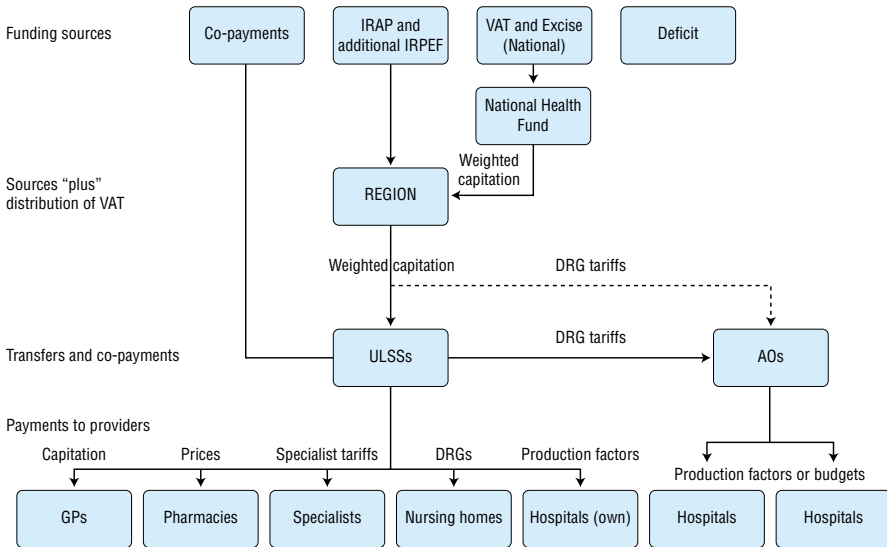 Funding sources
Co-payments
IRAP and
additional IRPEF
VAT and Excise
(National)
Deficit
National Health
Fund
Weighted
capitation
Sources “plus”
distribution of VAT
REGION
Weighted capitation
DRG tariffs
Transfers and co-payments
ULSSs
DRG tariffs
AOs
Payments to providers
Capitation
Prices
Specialist tariffs
DRGs
Production factors
Production factors or budgets
GPs
Pharmacies
Specialists
Nursing homes
Hospitals (own)
Hospitals
Hospitals